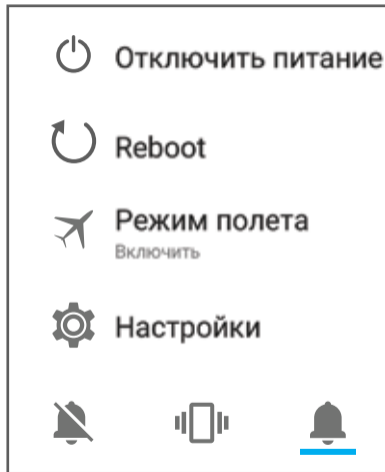 Отключить питание
Reboot
Режим полета
Включить
Настройки